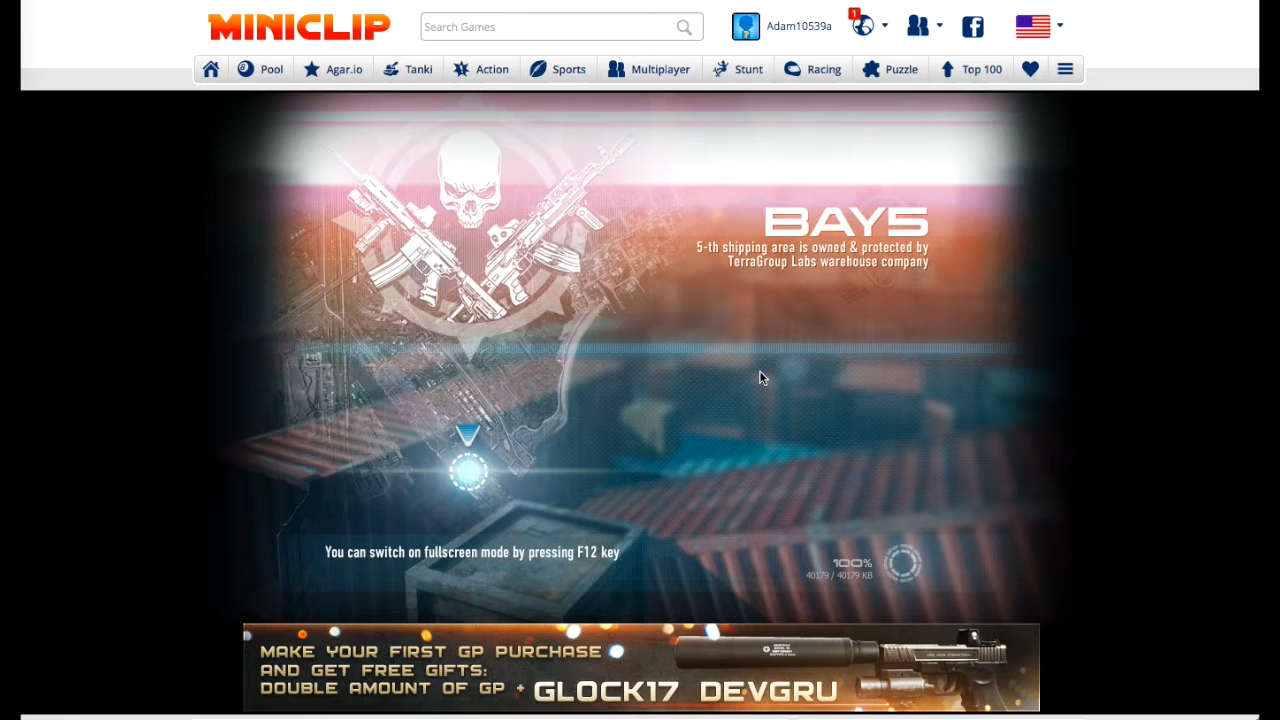 MINICLIP
Search Games
Adam10539a
1
Pool
Agar.io
Tanki
Action
Sports
Multiplayer
Stunt
Racing
Puzzle
Top 100
BAY5
5-th shipping area is owned & protected by
TerraGroup Labs warehouse company
You can switch on fullscreen mode by pressing F12 key
100%
40179 / 40179 KB
MAKE YOUR FIRST GP PURCHASE
AND GET FREE GIFTS:
DOUBLE AMOUNT OF GP + GLOCK17 DEVGRU